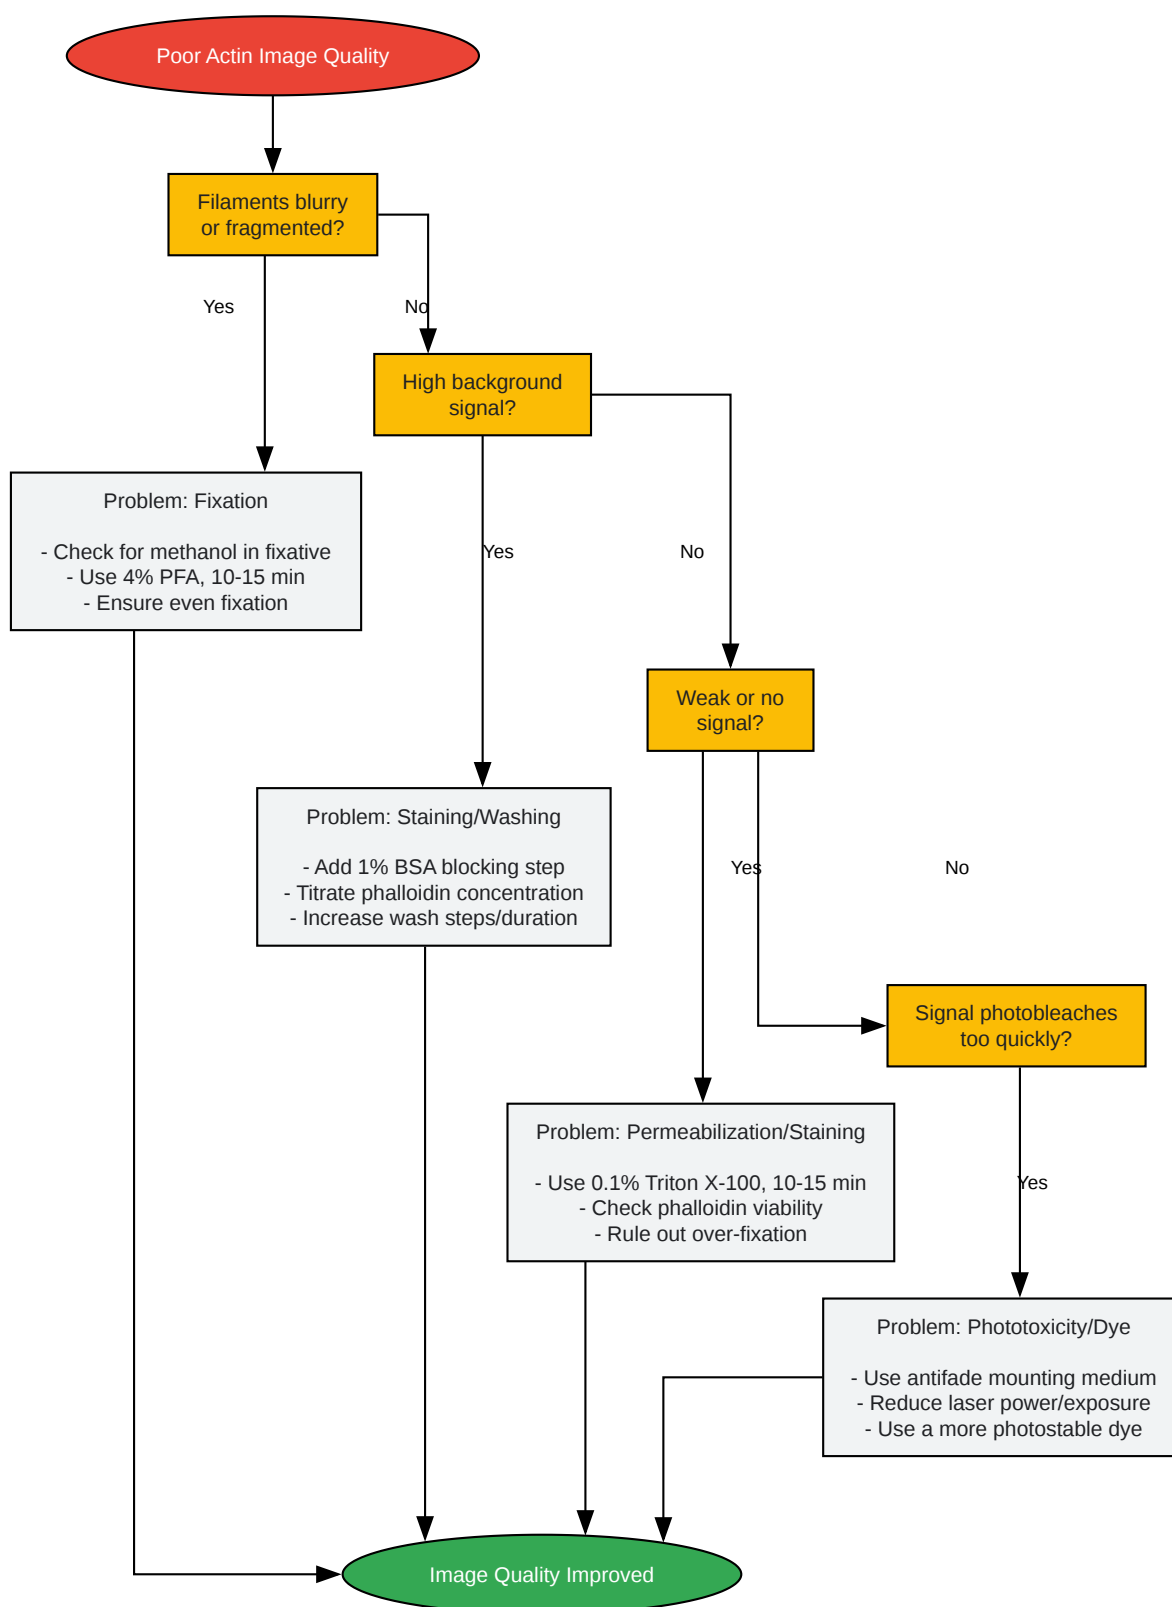 Poor Actin Image Quality
Filaments blurry
or fragmented?
Yes
No
High background
signal?
Problem: Fixation
- Check for methanol in fixative
- Use 4% PFA, 10-15 min
- Ensure even fixation
Yes
No
Weak or no
signal?
Problem: Staining/Washing
- Add 1% BSA blocking step
- Titrate phalloidin concentration
- Increase wash steps/duration
Yes
No
Signal photobleaches
too quickly?
Problem: Permeabilization/Staining
- Use 0.1% Triton X-100, 10-15 min
- Check phalloidin viability
- Rule out over-fixation
Yes
Problem: Phototoxicity/Dye
- Use antifade mounting medium
- Reduce laser power/exposure
- Use a more photostable dye
Image Quality Improved